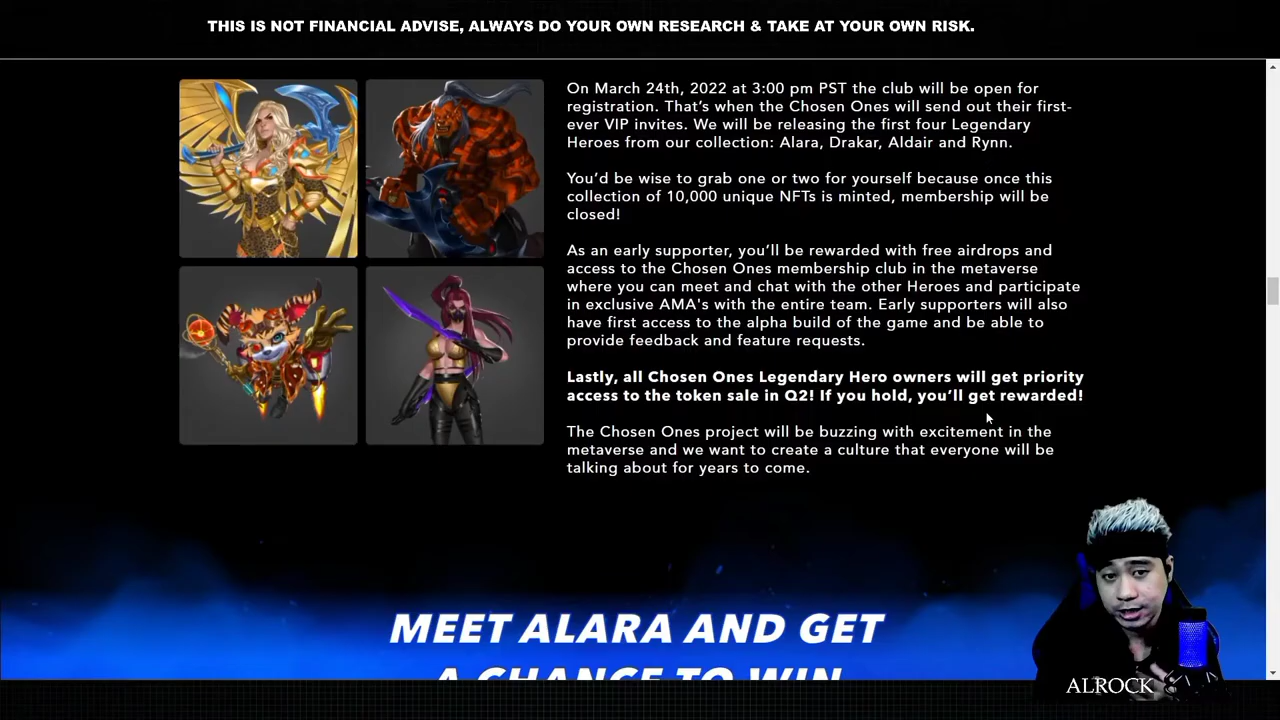 THIS IS NOT FINANCIAL ADVISE, ALWAYS DO YOUR OWN RESEARCH & TAKE AT YOUR OWN RISK.
On March 24th, 2022 at 3:00 pm PST the club will be open for
registration. That's when the Chosen Ones will send out their first-
ever VIP invites. We will be releasing the first four Legendary
Heroes from our collection: Alara, Drakar, Aldair and Rynn.
You'd be wise to grab one or two for yourself because once this
collection of 10,000 unique NFTs is minted, membership will be
closed!
As an early supporter, you'll be rewarded with free airdrops and
access to the Chosen Ones membership club in the metaverse
where you can meet and chat with the other Heroes and participate
in exclusive AMA's with the entire team. Early supporters will also
have first access to the alpha build of the game and be able to
provide feedback and feature requests.
Lastly, all Chosen Ones Legendary Hero owners will get priority
access to the token sale in Q2! If you hold, you'll get rewarded!
The Chosen Ones project will be buzzing with excitement in the
metaverse and we want to create a culture that everyone will be
talking about for years to come.
MEET ALARA AND GET
A CHANCE TO WIN
ALROCK